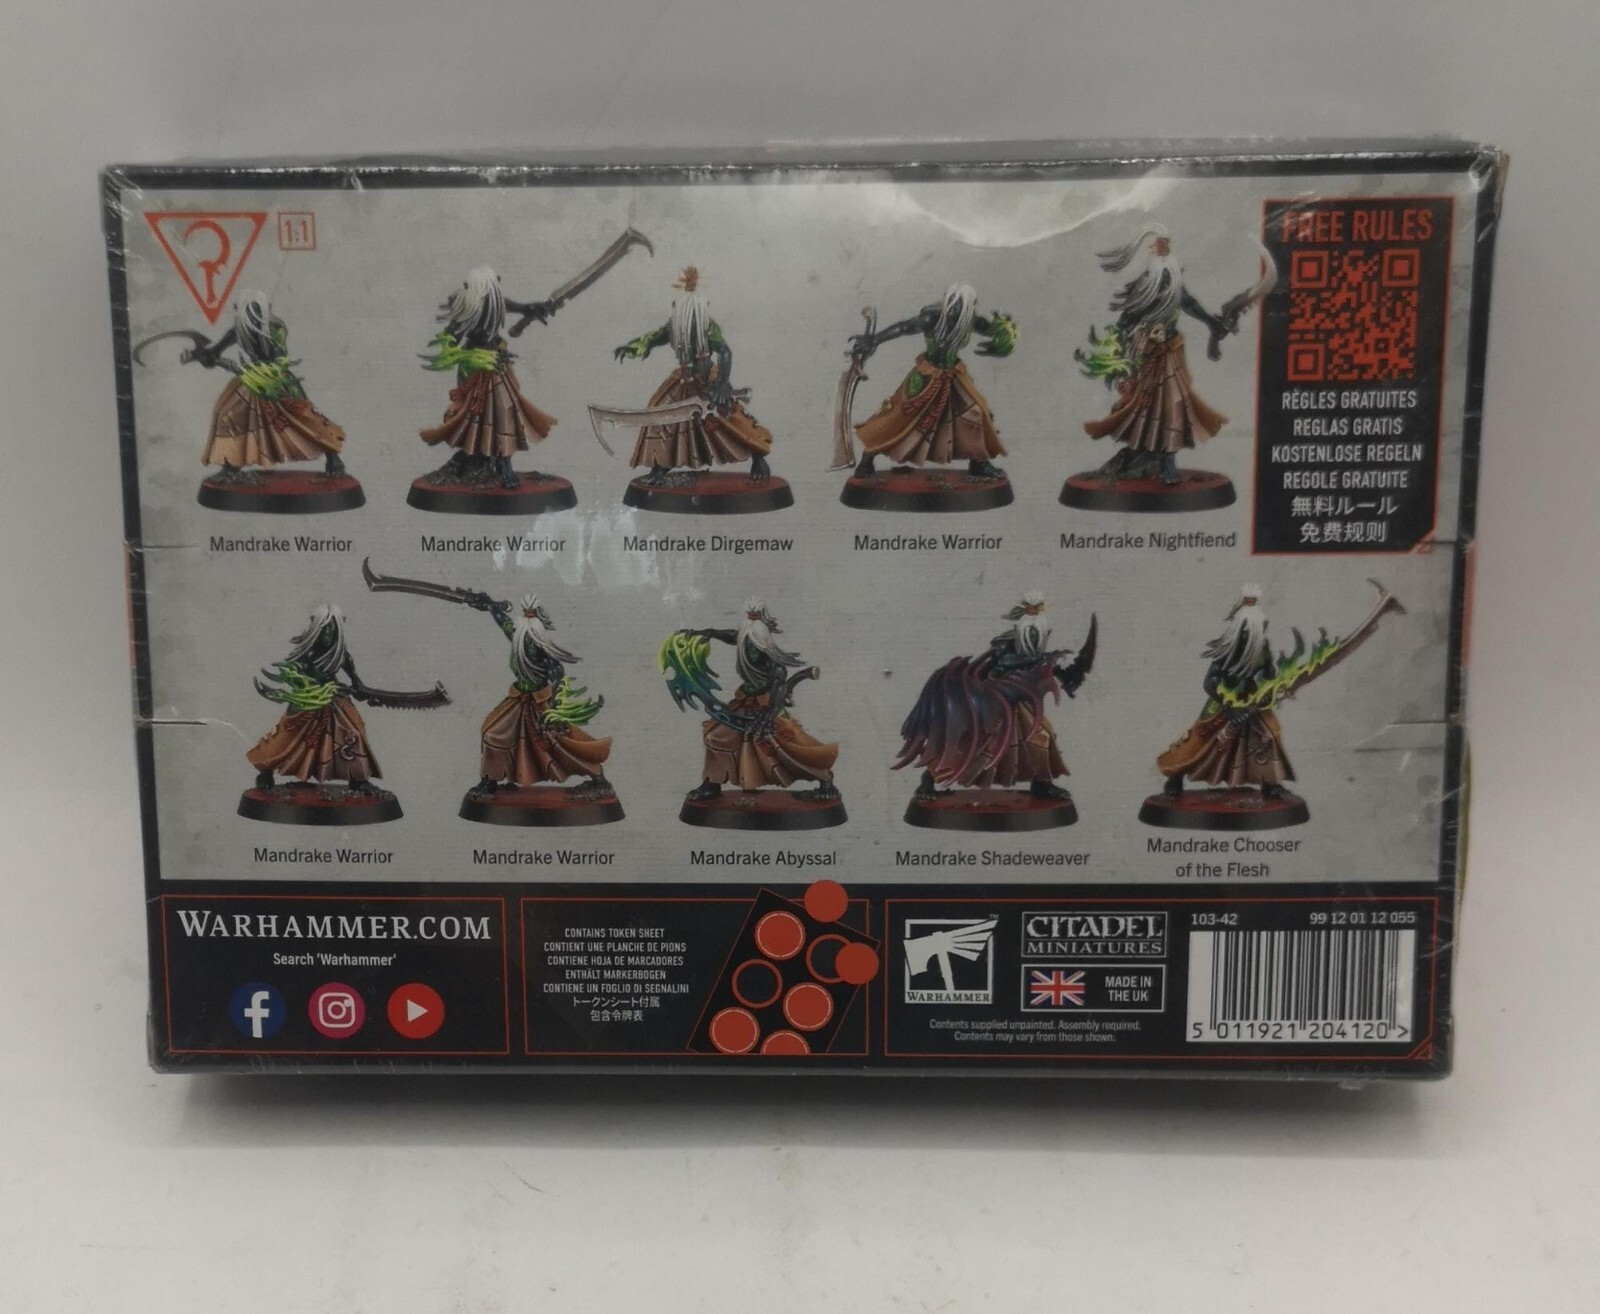 1:1
FREE RULES
RÈGLES GRATUITES
REGLAS GRATIS
KOSTENLOSE REGELN
REGOLE GRATUITE
無料ルール
免费规则
Mandrake Warrior
Mandrake Warrior
Mandrake Dirgemaw
Mandrake Warrior
Mandrake Nightfiend
Mandrake Warrior
Mandrake Warrior
Mandrake Abyssal
Mandrake Shadeweaver
Mandrake Chooser
of the Flesh
WARHAMMER.COM
Search 'Warhammer'
CONTAINS TOKEN SHEET
CONTIENT UNE PLANCHE DE PIONS
CONTIENE HOJA DE MARCADORES
ENTHÄLT MARKERBOGEN
CONTIENE UN FOGLIO DI SEGNALINI
トークンシート付属
包含令牌表
WARHAMMER
TM
CITADEL
MINIATURES
MADE IN
THE UK
Contents supplied unpainted. Assembly required.
Contents may vary from those shown.
103-42
99 12 01 12 055
5 011921 204120 >